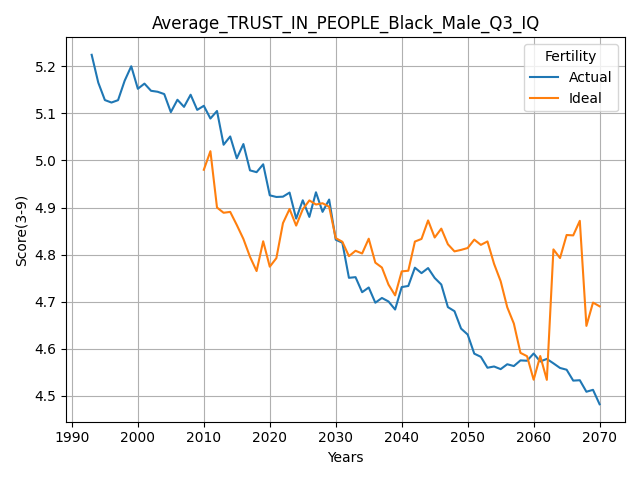 Average_TRUST_IN_PEOPLE_Black_Male_Q3_IQ
Fertility
Actual
Ideal
Score(3-9)
5.2
5.1
5.0
4.9
4.8
4.7
4.6
4.5
1990 2000 2010 2020 2030 2040 2050 2060 2070
Years